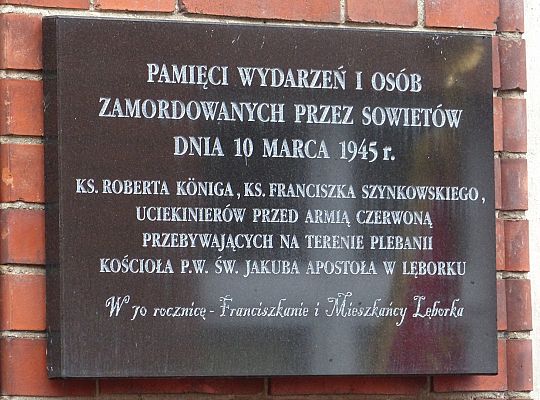 PAMIĘCI WYDARZEŃ I OSÓB
ZAMORDOWANYCH PRZEZ SOWIETÓW
DNIA 10 MARCA 1945 r.
KS. ROBERTA KÖNIGA, KS. FRANCISZKA SZYNKOWSKIEGO,
UCIEKINIERÓW PRZED ARMIĄ CZERWONĄ
PRZEBYWAJĄCYCH NA TERENIE PLEBANII
KOŚCIOŁA P.W. ŚW. JAKUBA APOSTOŁA W LĘBORKU
W 70 rocznicę - Franciszkanie i Mieszkańcy Lęborka